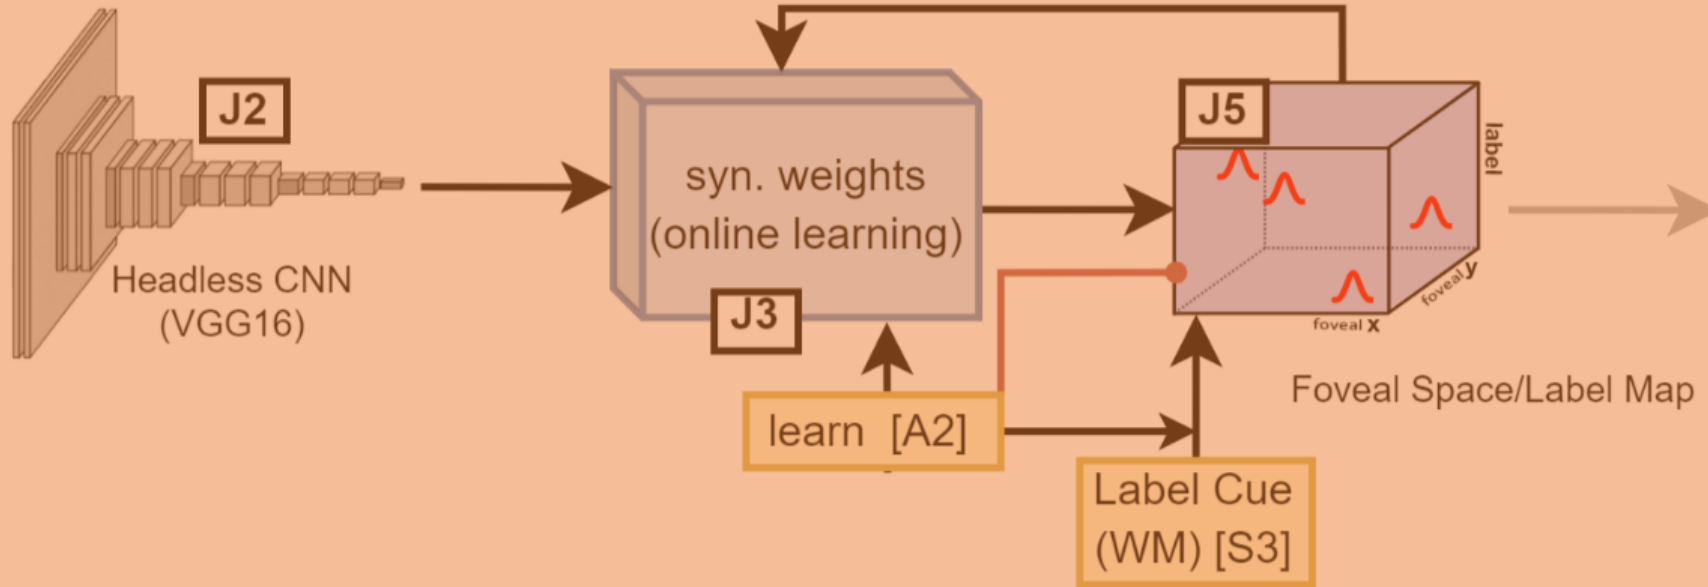 J2
J5
label
syn. weights
(online learning)
Headless CNN
(VGG16)
J3
foveal y
foveal x
Foveal Space/Label Map
learn [A2]
Label Cue
(WM) [S3]